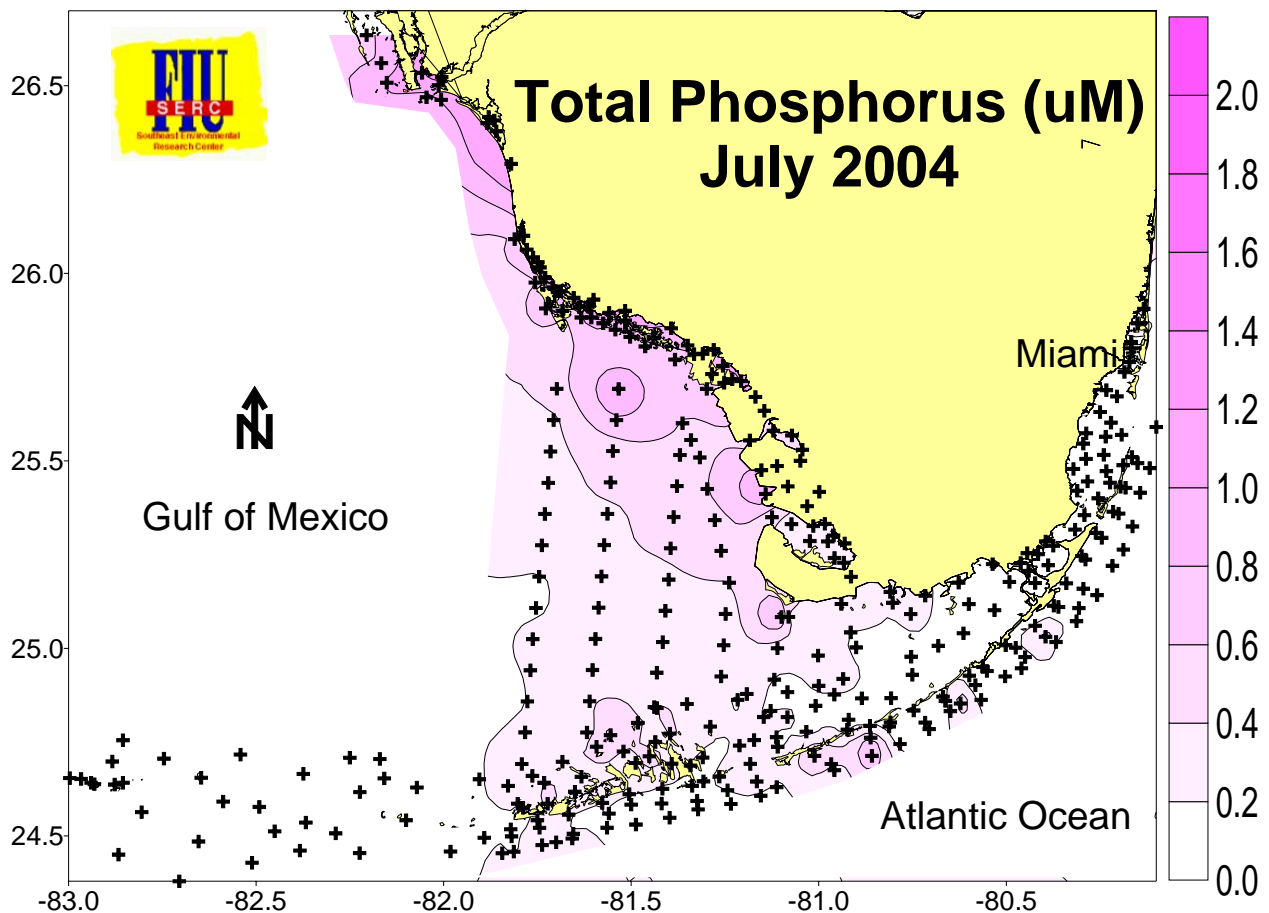 FIU
SERC
Southeast Environmental
Research Center
Total Phosphorus (uM)
July 2004
N
Gulf of Mexico
Miami
Atlantic Ocean
26.5
26.0
25.5
25.0
24.5
-83.0
-82.5
-82.0
-81.5
-81.0
-80.5
2.0
1.8
1.6
1.4
1.2
1.0
0.8
0.6
0.4
0.2
0.0